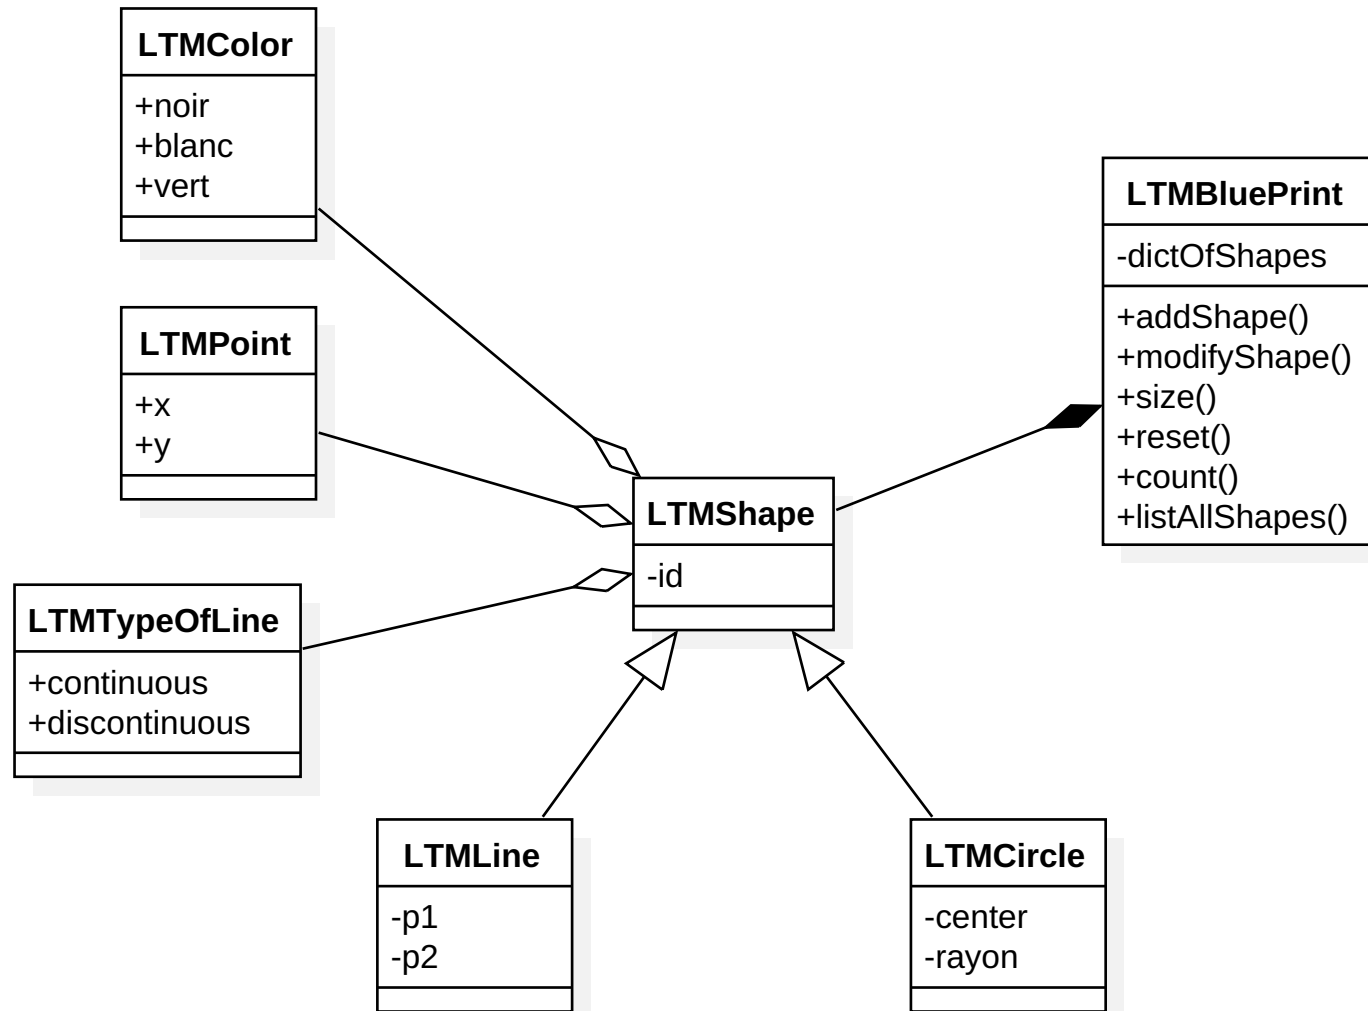 LTMColor
+noir
+blanc
+vert
LTMBluePrint
-dictOfShapes
+addShape()
+modifyShape()
+size()
+reset()
+count()
+listAllShapes()
LTMPoint
+x
+y
LTMShape
-id
LTMTypeOfLine
+continuous
+discontinuous
LTMLine
-p1
-p2
LTMCircle
-center
-rayon